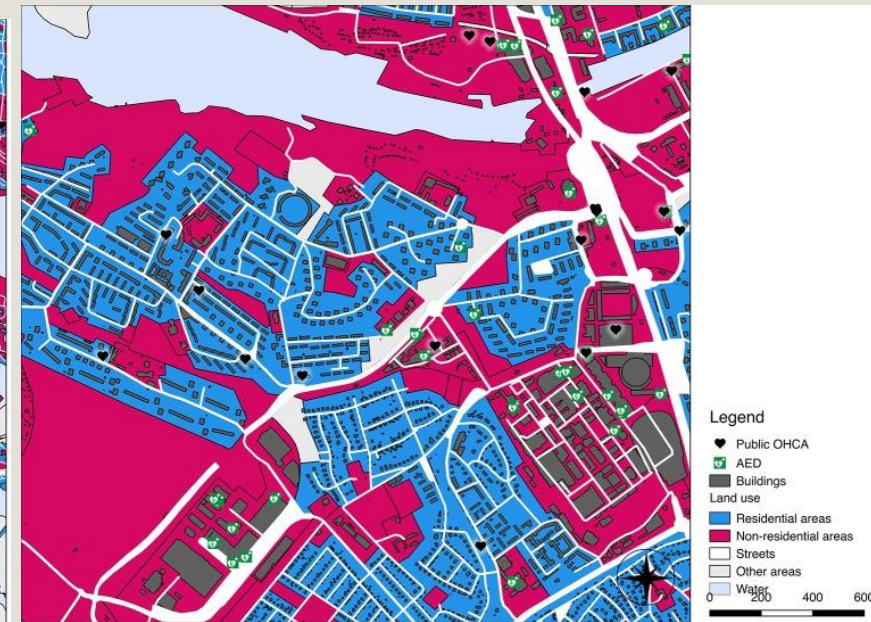 Legend
Public OHCA
AED
Buildings
Land use
Residential areas
Non-residential areas
Streets
Other areas
Water
0 200 400 600